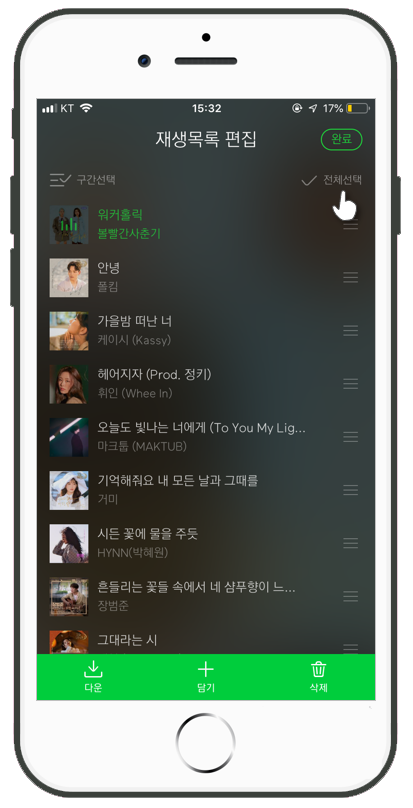 KT 15:32 17%
재생목록 편집 완료
구간선택 전체선택
워커홀릭
볼빨간사춘기
안녕
폴킴
가을밤 떠난 너
케이시 (Kassy)
헤어지자 (Prod. 정키)
휘인 (Whee In)
오늘도 빛나는 너에게 (To You My Lig...
마크툽 (MAKTUB)
기억해줘요 내 모든 날과 그때를
거미
시든 꽃에 물을 주듯
HYNN(박혜원)
흔들리는 꽃들 속에서 네 샴푸향이 느...
장범준
그대라는 시
다운 담기 삭제